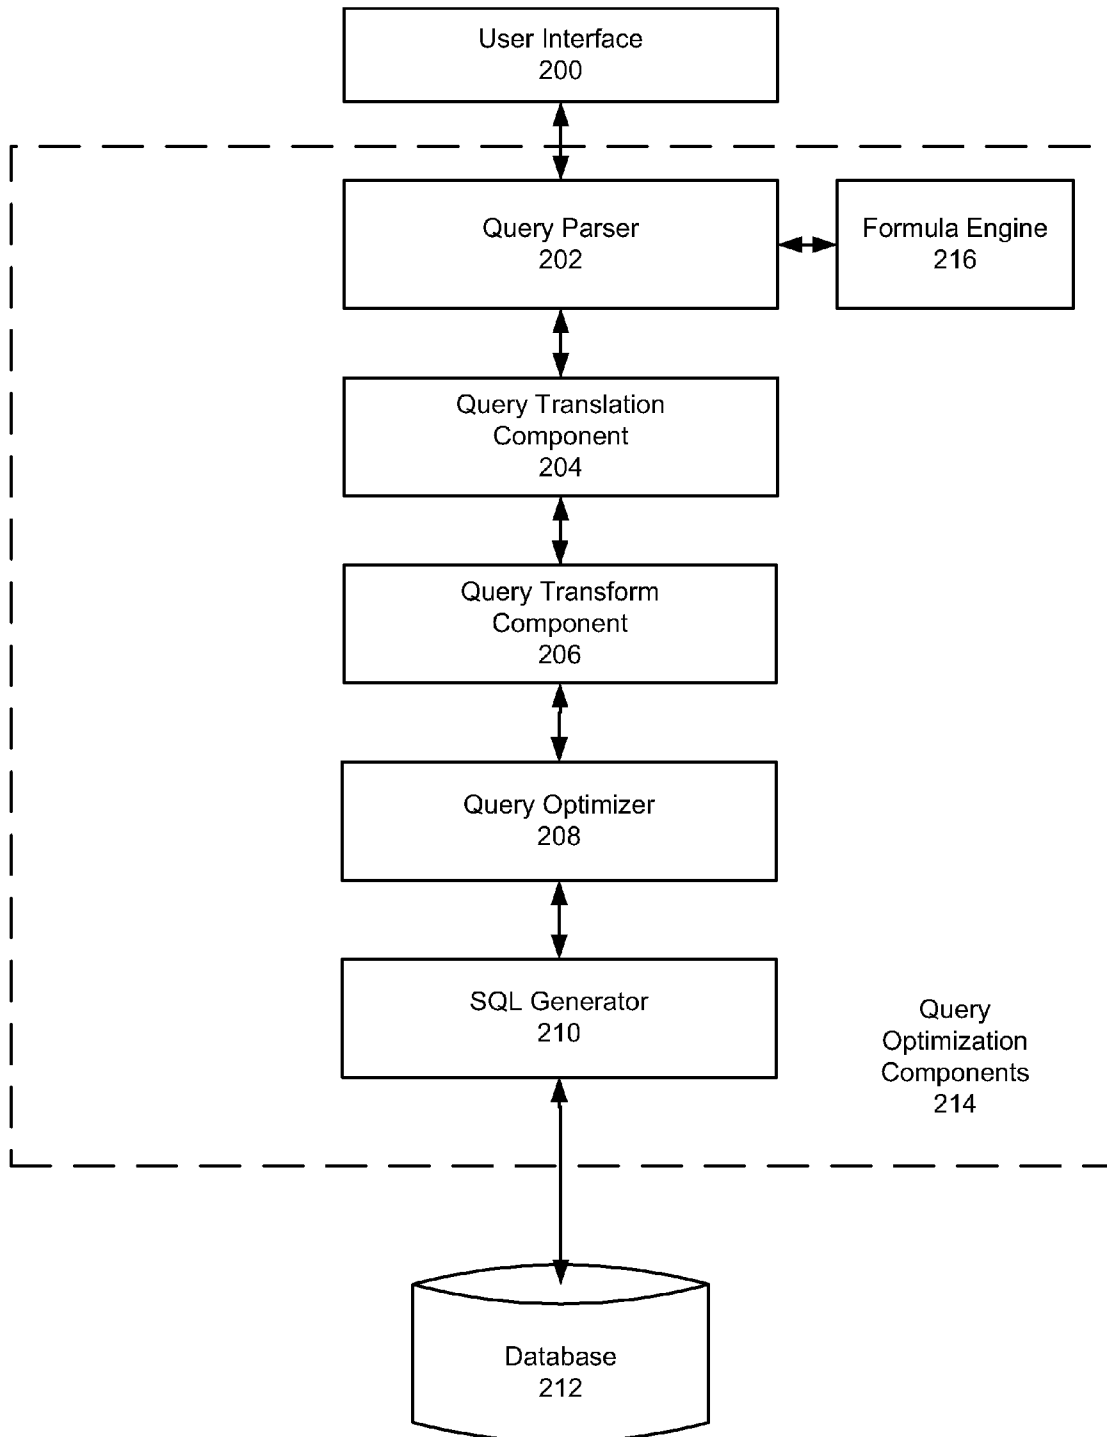 User Interface
200
Query Parser
202
Formula Engine
216
Query Translation
Component
204
Query Transform
Component
206
Query Optimizer
208
SQL Generator
210
Query
Optimization
Components
214
Database
212